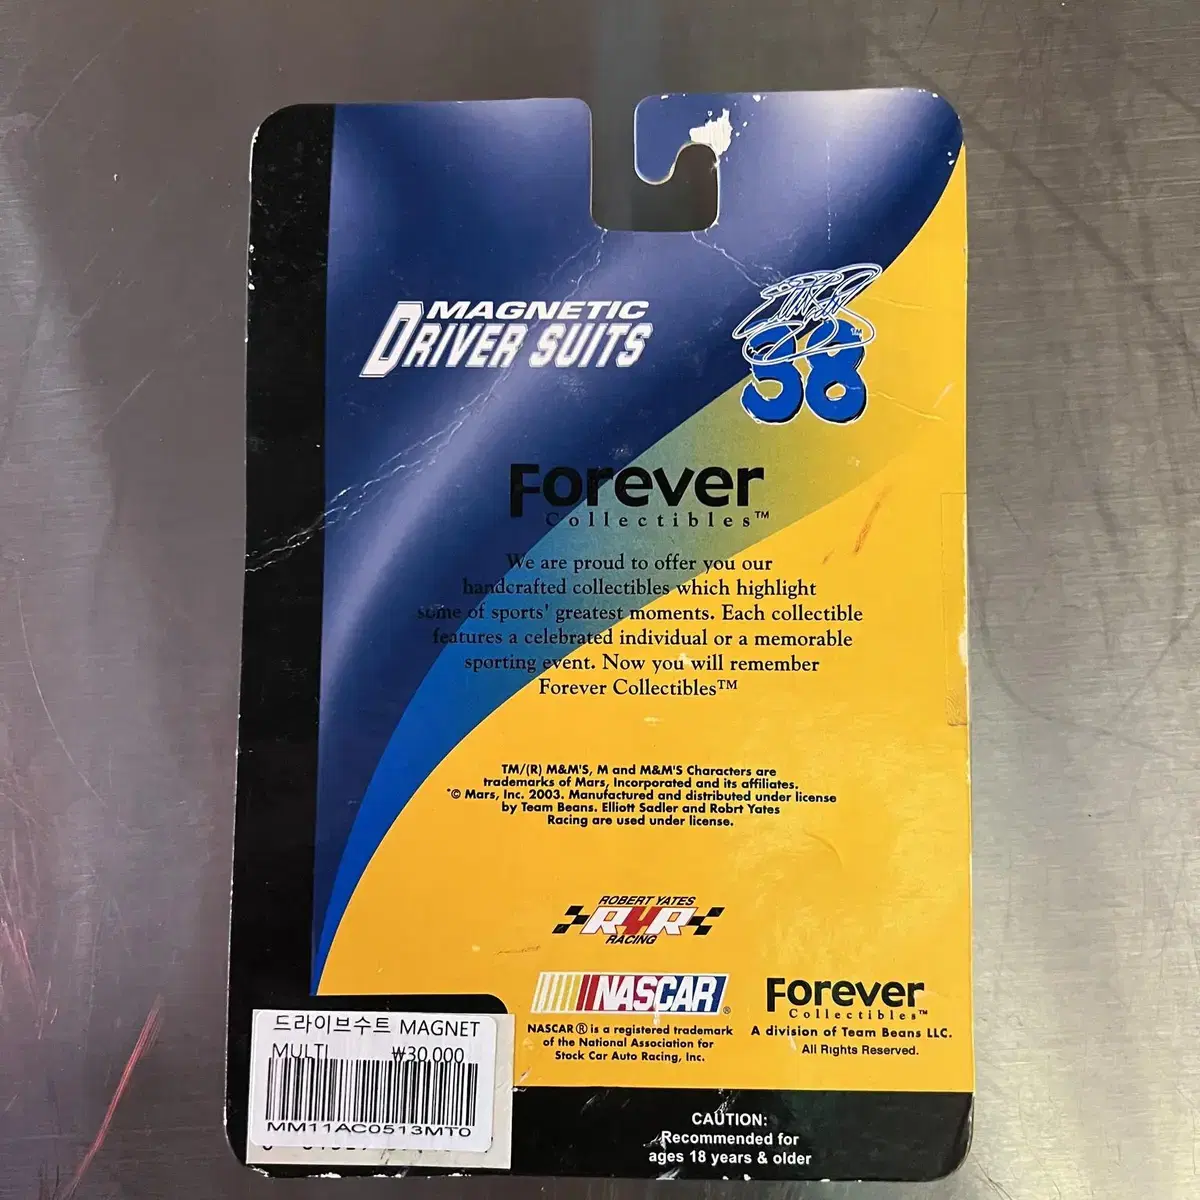 MAGNETIC
DRIVER SUITS
38™
Forever
Collectibles™
We are proud to offer you our
handcrafted collectibles which highlight
some of sports' greatest moments. Each collectible
features a celebrated individual or a memorable
sporting event. Now you will remember
Forever Collectibles™
TM/(R) M&M'S, M and M&M'S Characters are
trademarks of Mars, Incorporated and its affiliates.
*© Mars, Inc. 2003. Manufactured and distributed under license
by Team Beans. Elliott Sadler and Robrt Yates
Racing are used under license.
ROBERT YATES
RYR
RACING
NASCAR®
NASCAR® is a registered trademark
of the National Association for
Stock Car Auto Racing, Inc.
Forever
Collectibles™
A division of Team Beans LLC.
All Rights Reserved.
드라이브수트 MAGNET
MULTI ₩30,000
MM11AC0513MT0
CAUTION:
Recommended for
ages 18 years & older